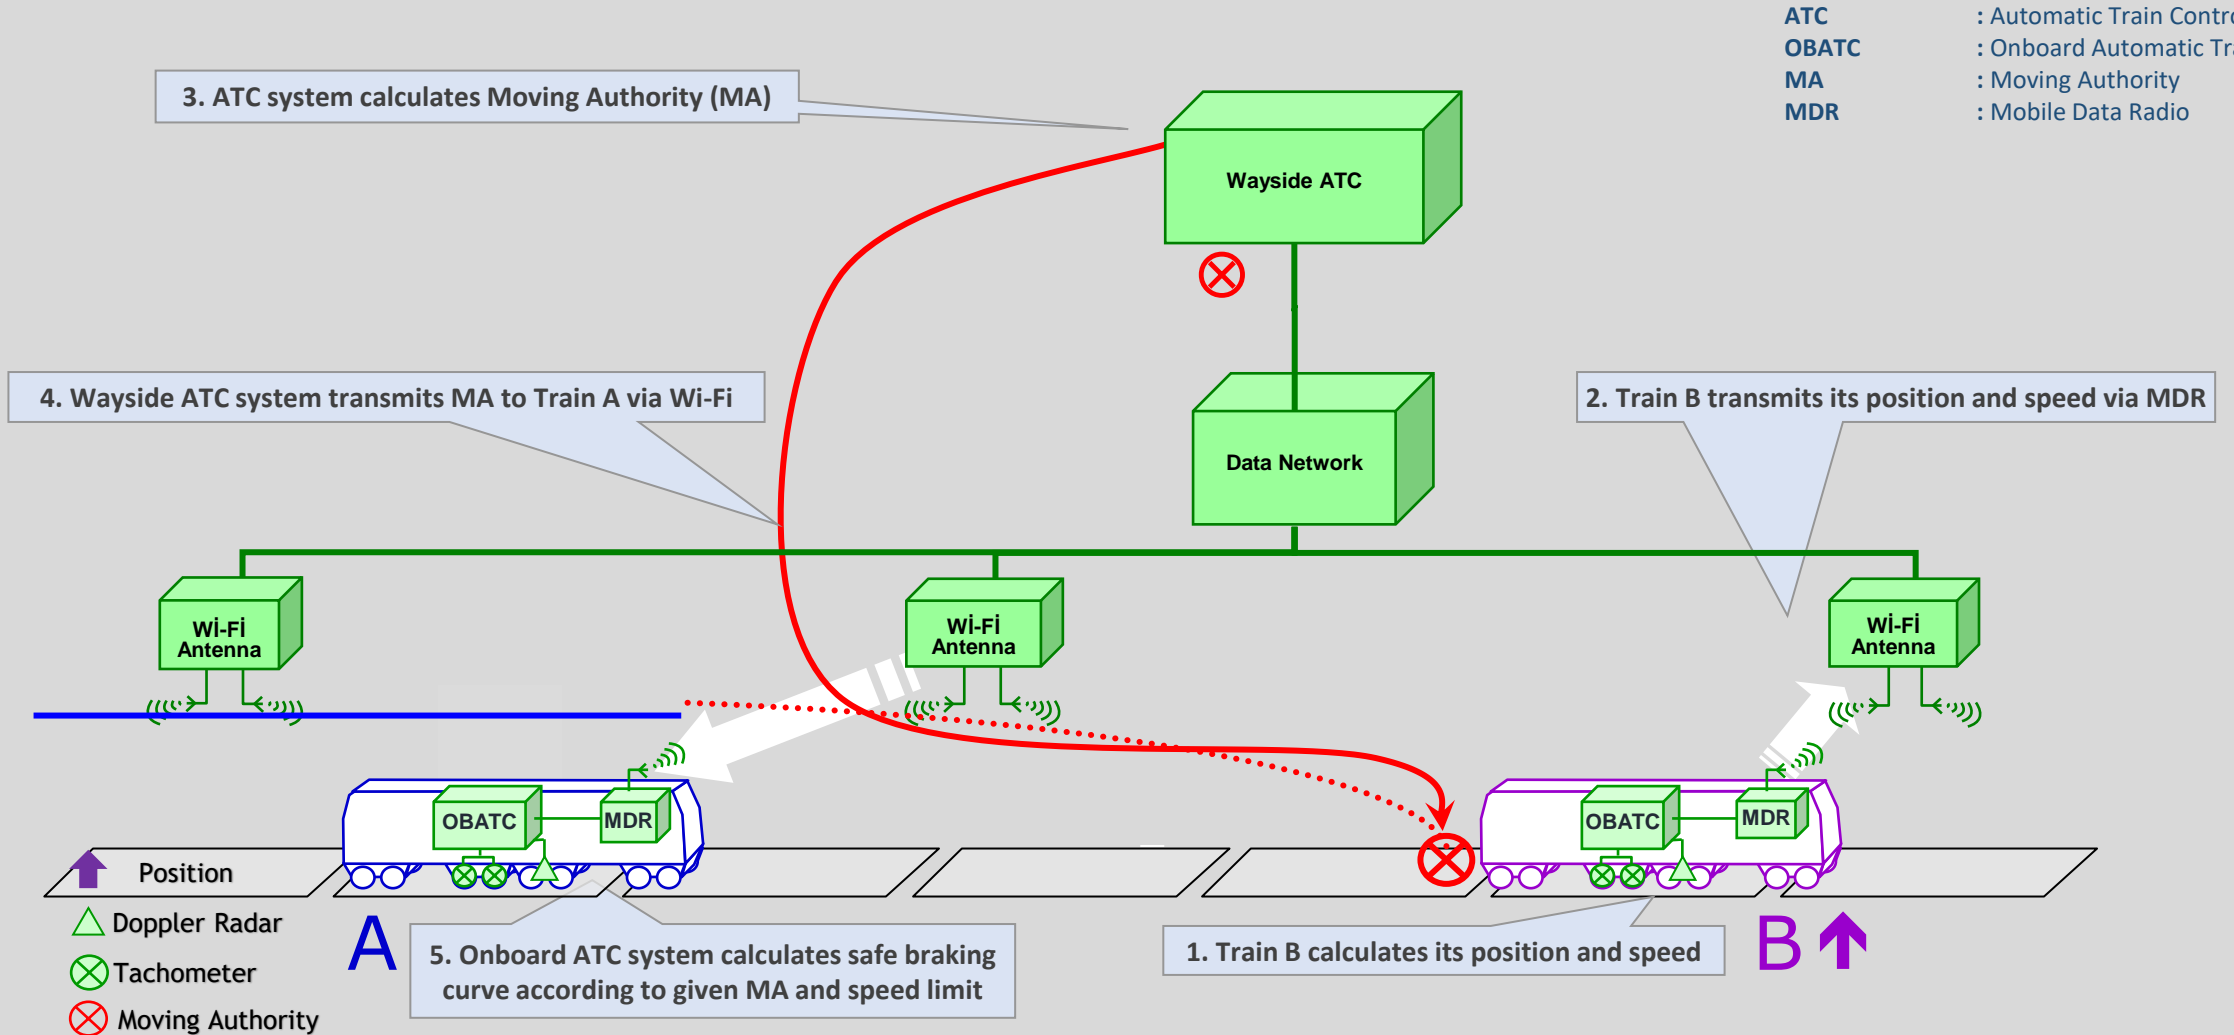 ATC : Automatic Train Contro
OBATC : Onboard Automatic Tra
MA : Moving Authority
MDR : Mobile Data Radio
3. ATC system calculates Moving Authority (MA)
Wayside ATC
4. Wayside ATC system transmits MA to Train A via Wi-Fi
2. Train B transmits its position and speed via MDR
Data Network
Wİ-Fİ
Antenna
Wİ-Fİ
Antenna
Wİ-Fİ
Antenna
OBATC
MDR
OBATC
MDR
Position
Doppler Radar
Tachometer
Moving Authority
A
5. Onboard ATC system calculates safe braking
curve according to given MA and speed limit
1. Train B calculates its position and speed
B